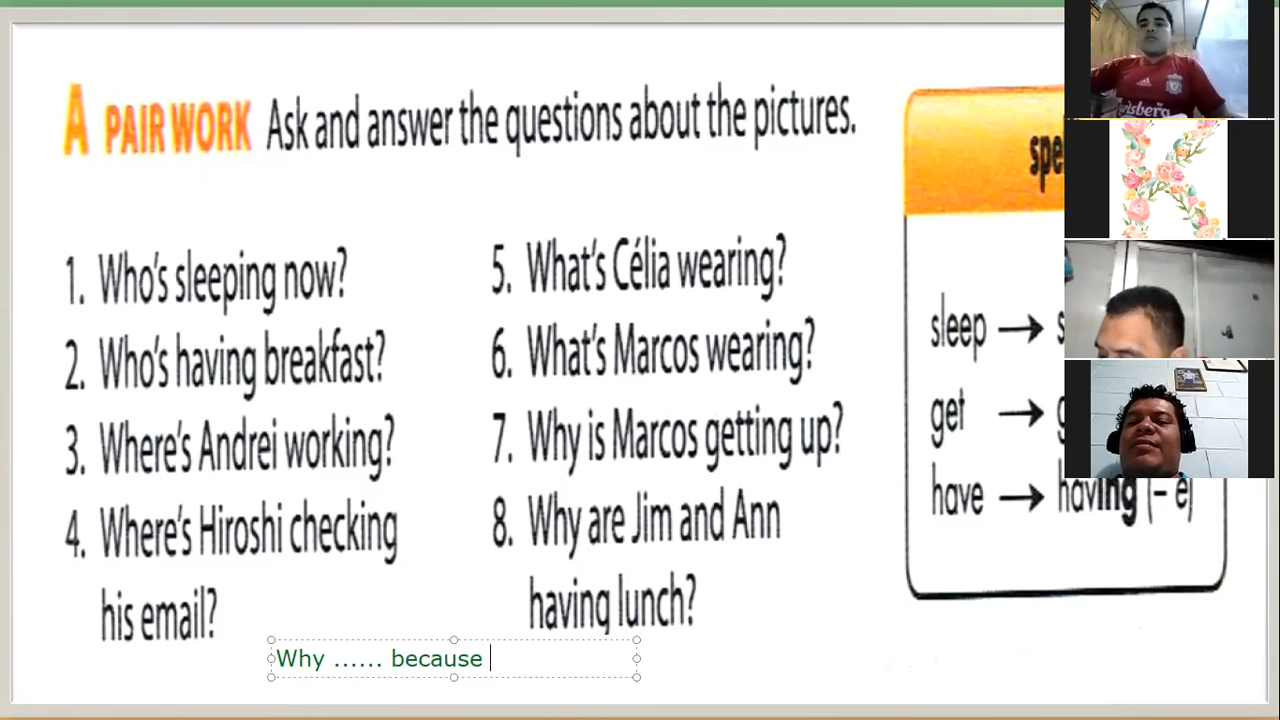 A PAIR WORK Ask and answer the questions about the pictures.
1. Who's sleeping now?
2. Who's having breakfast?
3. Where's Andrei working?
4. Where's Hiroshi checking
his email?
5. What's Célia wearing?
6. What's Marcos wearing?
7. Why is Marcos getting up?
8. Why are Jim and Ann
having lunch?
Why ...... because
spe
sleep → s
get → g
have → having (– e)
Carlsberg